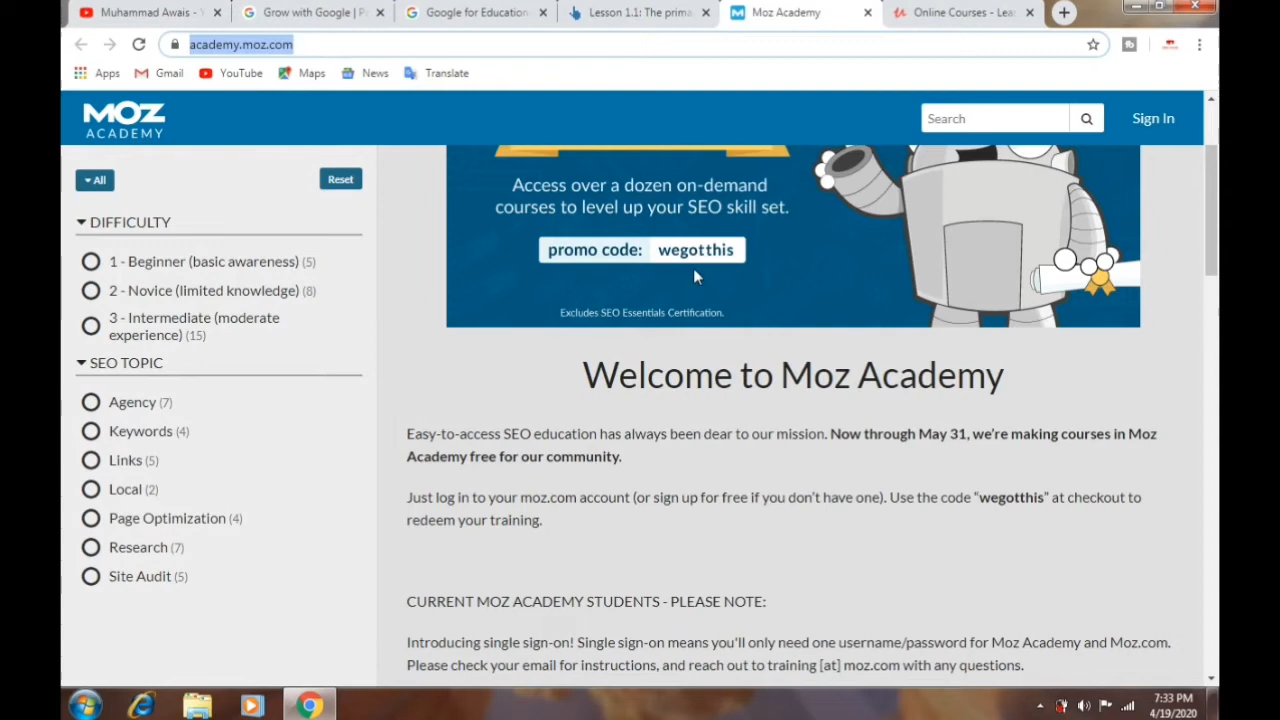 Muhammad Awais - Y
Grow with Google | P
Google for Education
Lesson 1.1: The prima
Moz Academy
Online Courses - Lea
academy.moz.com
Apps
Gmail
YouTube
Maps
News
Translate
MOZ
ACADEMY
Search
Sign In
All
Reset
DIFFICULTY
1 - Beginner (basic awareness) (5)
2 - Novice (limited knowledge) (8)
3 - Intermediate (moderate
experience) (15)
SEO TOPIC
Agency (7)
Keywords (4)
Links (5)
Local (2)
Page Optimization (4)
Research (7)
Site Audit (5)
Access over a dozen on-demand
courses to level up your SEO skill set.
promo code: wegotthis
Excludes SEO Essentials Certification.
Welcome to Moz Academy
Easy-to-access SEO education has always been dear to our mission. Now through May 31, we're making courses in Moz
Academy free for our community.
Just log in to your moz.com account (or sign up for free if you don't have one). Use the code "wegotthis" at checkout to
redeem your training.
CURRENT MOZ ACADEMY STUDENTS - PLEASE NOTE:
Introducing single sign-on! Single sign-on means you'll only need one username/password for Moz Academy and Moz.com.
Please check your email for instructions, and reach out to training [at] moz.com with any questions.
7:33 PM
4/19/2020